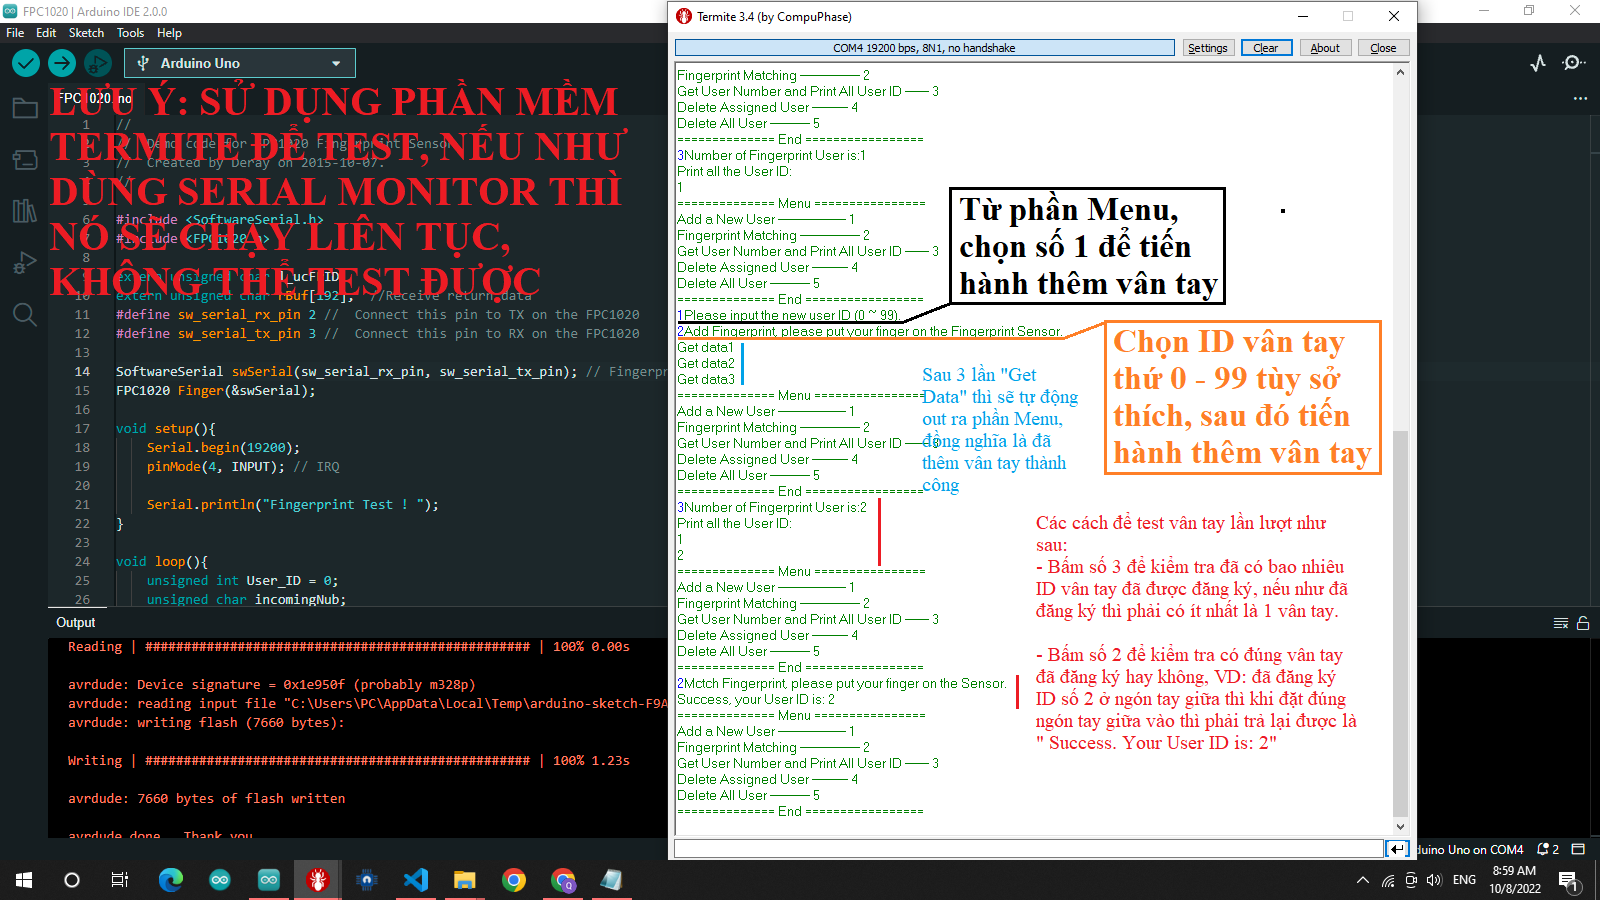 FPC1020 | Arduino IDE 2.0.0
File Edit Sketch Tools Help
Arduino Uno
FPC1020.ino
LƯU Ý: SỬ DỤNG PHẦN MỀM
TERMITE ĐỂ TEST, NẾU NHƯ
DÙNG SERIAL MONITOR THÌ
NÓ SẼ CHẠY LIÊN TỤC,
KHÔNG THỂ TEST ĐƯỢC
1 //
2 // Demo code for FPC1020 Fingerprint Sensor
3 // Created by Deray on 2015-10-07.
6 #include <SoftwareSerial.h>
#include <FPC1020.h>
8
extern unsigned char l_ucFPID;
10 extern unsigned char rBuf[192]; //Receive return data
11 #define sw_serial_rx_pin 2 // Connect this pin to TX on the FPC1020
12 #define sw_serial_tx_pin 3 // Connect this pin to RX on the FPC1020
13
14 SoftwareSerial swSerial(sw_serial_rx_pin, sw_serial_tx_pin); // Fingerpr
15 FPC1020 Finger(&swSerial);
16
17 void setup(){
18 Serial.begin(19200);
19 pinMode(4, INPUT); // IRQ
20
21 Serial.println("Fingerprint Test ! ");
22 }
23
24 void loop(){
25 unsigned int User_ID = 0;
26 unsigned char incomingNub;
Output
Reading | ################################################## | 100% 0.00s
avrdude: Device signature = 0x1e950f (probably m328p)
avrdude: reading input file "C:\Users\PC\AppData\Local\Temp\arduino-sketch-F9A
avrdude: writing flash (7660 bytes):
Writing | ################################################## | 100% 1.23s
avrdude: 7660 bytes of flash written
avrdude done. Thank you
Termite 3.4 (by CompuPhase)
COM4 19200 bps, 8N1, no handshake
Settings Clear About Close
Fingerprint Matching ---------- 2
Get User Number and Print All User ID ---- 3
Delete Assigned User ------ 4
Delete All User ------- 5
============= End ================
3Number of Fingerprint User is:1
Print all the User ID:
1
============= Menu ===============
Add a New User ----------- 1
Fingerprint Matching ---------- 2
Get User Number and Print All User ID ---- 3
Delete Assigned User ------ 4
Delete All User ------- 5
============= End ================
1Please input the new user ID (0 ~ 99).
2Add Fingerprint, please put your finger on the Fingerprint Sensor.
Get data1
Get data2
Get data3
============= Menu ===============
Add a New User ----------- 1
Fingerprint Matching ---------- 2
Get User Number and Print All User ID ---- 3
Delete Assigned User ------ 4
Delete All User ------- 5
============= End ================
3Number of Fingerprint User is:2
Print all the User ID:
1
2
============= Menu ===============
Add a New User ----------- 1
Fingerprint Matching ---------- 2
Get User Number and Print All User ID ---- 3
Delete Assigned User ------ 4
Delete All User ------- 5
============= End ================
2Mctch Fingerprint, please put your finger on the Sensor.
Success, your User ID is: 2
============= Menu ===============
Add a New User ----------- 1
Fingerprint Matching ---------- 2
Get User Number and Print All User ID ---- 3
Delete Assigned User ------ 4
Delete All User ------- 5
============= End ================
Từ phần Menu,
chọn số 1 để tiến
hành thêm vân tay
Chọn ID vân tay
thứ 0 - 99 tùy sở
thích, sau đó tiến
hành thêm vân tay
Sau 3 lần "Get
Data" thì sẽ tự động
out ra phần Menu,
đồng nghĩa là đã
thêm vân tay thành
công
Các cách để test vân tay lần lượt như
sau:
- Bấm số 3 để kiểm tra đã có bao nhiêu
ID vân tay đã được đăng ký, nếu như đã
đăng ký thì phải có ít nhất là 1 vân tay.
- Bấm số 2 để kiểm tra có đúng vân tay
đã đăng ký hay không, VD: đã đăng ký
ID số 2 ở ngón tay giữa thì khi đặt đúng
ngón tay giữa vào thì phải trả lại được là
" Success. Your User ID is: 2"
duino Uno on COM4 2
ENG
8:59 AM
10/8/2022
1